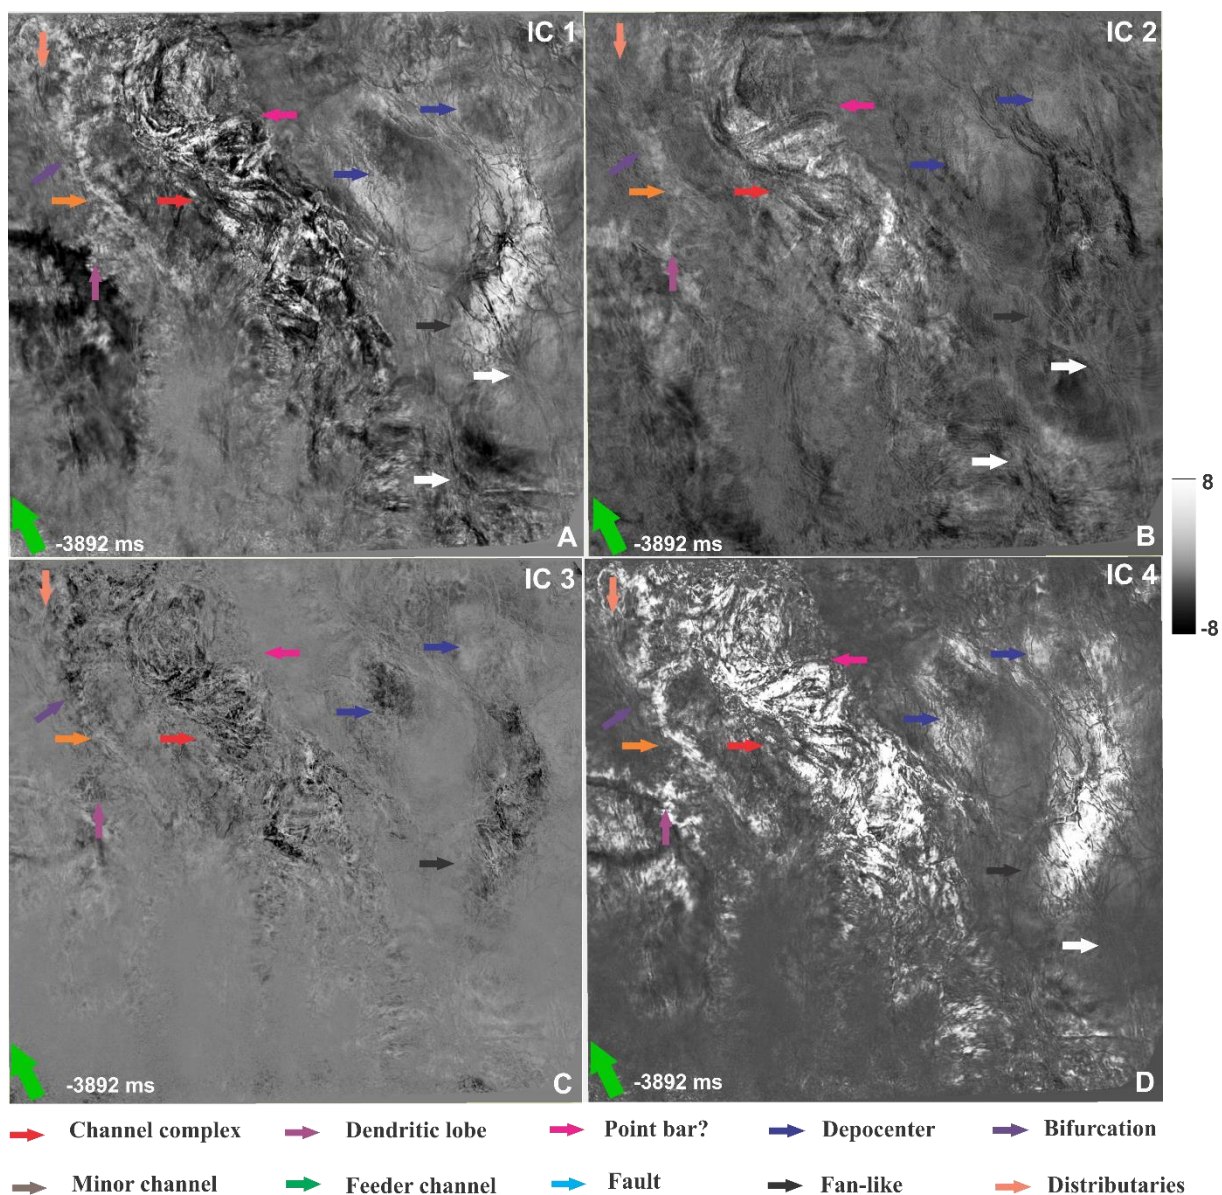 IC 1
IC 2
-3892 ms
A
-3892 ms
B
8
-8
IC 3
IC 4
-3892 ms
C
-3892 ms
D
Channel complex
Dendritic lobe
Point bar?
Depocenter
Bifurcation
Minor channel
Feeder channel
Fault
Fan-like
Distributaries